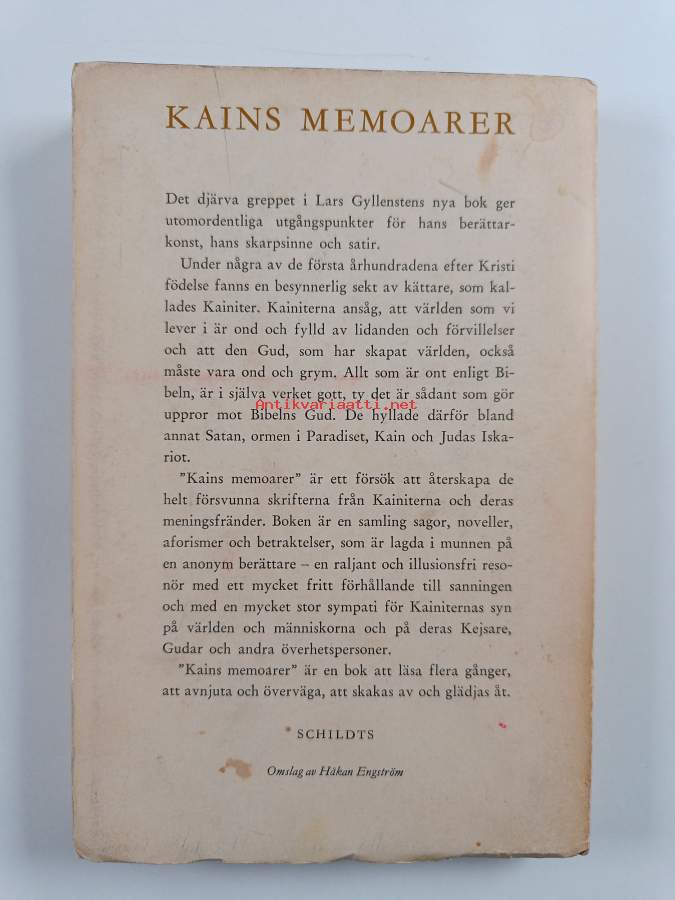 KAINS MEMOARER
Det djärva greppet i Lars Gyllenstens nya bok ger
utomordentliga utgångspunkter för hans berättar-
konst, hans skarpsinne och satir.
Under några av de första århundradena efter Kristi
födelse fanns en besynnerlig sekt av kättare, som kal-
lades Kainiter. Kainiterna ansåg, att världen som vi
lever i är ond och fylld av lidanden och förvillelser
och att den Gud, som har skapat världen, också
måste vara ond och grym. Allt som är ont enligt Bi-
beln, är i själva verket gott, ty det är sådant som gör
Antikvariaatti.net
uppror mot Bibelns Gud. De hyllade därför bland
annat Satan, ormen i Paradiset, Kain och Judas Iska-
riot.
"Kains memoarer" är ett försök att återskapa de
helt försvunna skrifterna från Kainiterna och deras
meningsfränder. Boken är en samling sagor, noveller,
aforismer och betraktelser, som är lagda i munnen på
en anonym berättare – en raljant och illusionsfri reso-
nör med ett mycket fritt förhållande till sanningen
och med en mycket stor sympati för Kainiternas syn
på världen och människorna och på deras Kejsare,
Gudar och andra överhetspersoner.
"Kains memoarer" är en bok att läsa flera gånger,
att avnjuta och överväga, att skakas av och glädjas åt.
SCHILDTS
Omslag av Håkan Engström